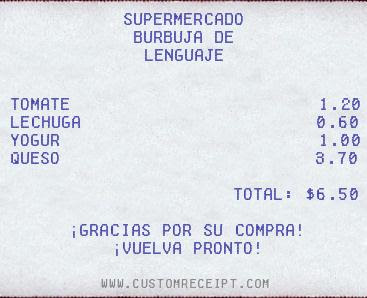 SUPERMERCADO
BURBUJA DE
LENGUAJE
TOMATE 1.20
LECHUGA 0.60
YOGUR 1.00
QUESO 3.70
TOTAL: $6.50
¡GRACIAS POR SU COMPRA!
¡VUELVA PRONTO!
WWW.CUSTOMRECEIPT.COM